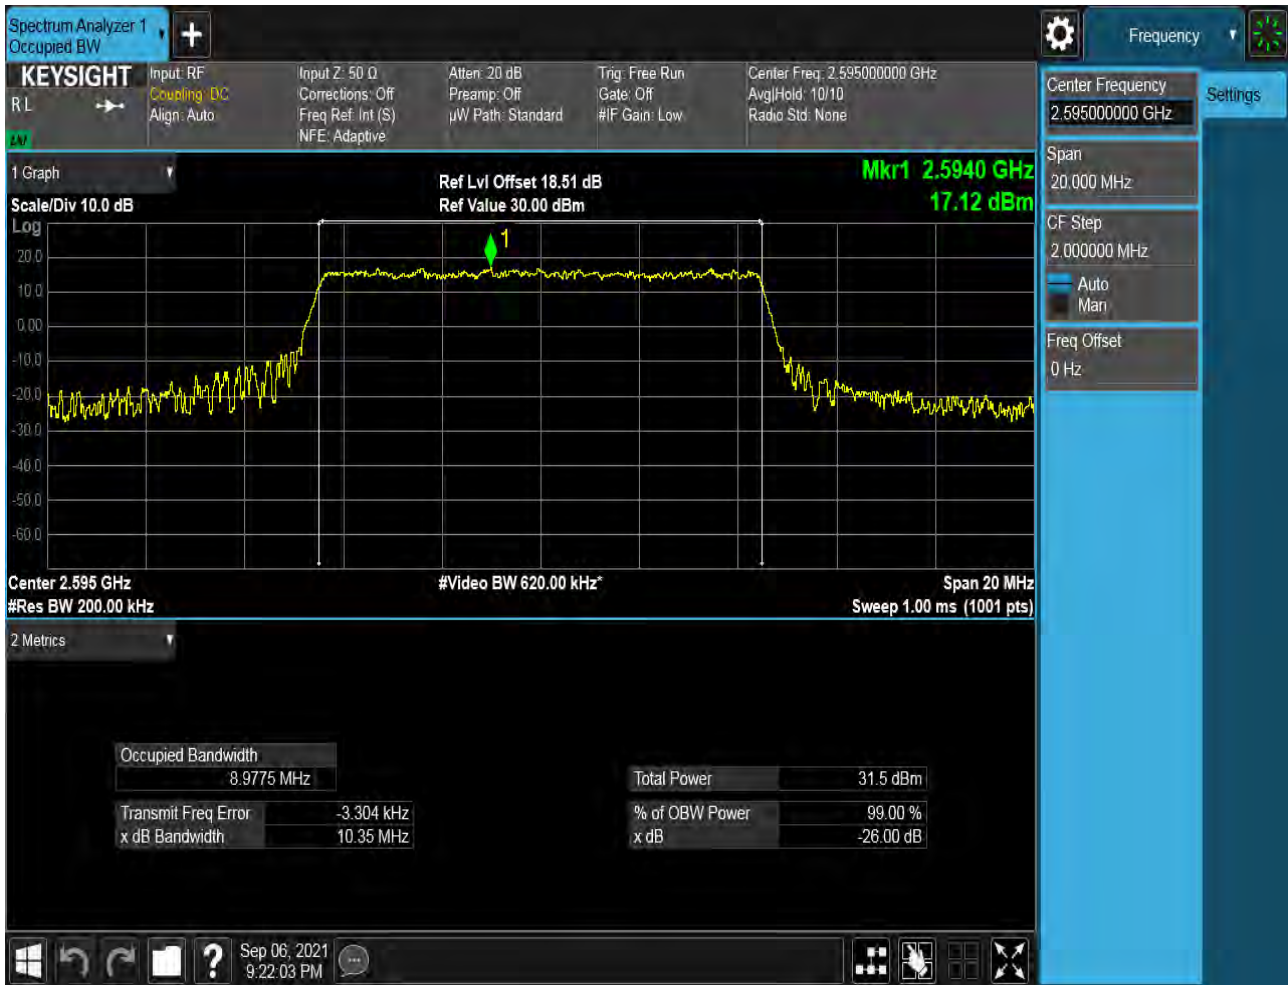 Spectrum Analyzer 1
Occupied BW
Frequency
KEYSIGHT
R L
Input: RF
Coupling: DC
Align: Auto
Input Z: 50 Ω
Corrections: Off
Freq Ref: Int (S)
NFE: Adaptive
Atten: 20 dB
Preamp: Off
µW Path: Standard
Trig: Free Run
Gate: Off
#IF Gain: Low
Center Freq: 2.595000000 GHz
Avg|Hold: 10/10
Radio Std: None
Center Frequency
2.595000000 GHz
Settings
Span
20.000 MHz
CF Step
2.000000 MHz
Auto
Man
Freq Offset
0 Hz
1 Graph
Scale/Div 10.0 dB
Ref Lvl Offset 18.51 dB
Ref Value 30.00 dBm
Mkr1 2.5940 GHz
17.12 dBm
Log
1
20.0
10.0
0.00
-10.0
-20.0
-30.0
-40.0
-50.0
-60.0
Center 2.595 GHz
#Video BW 620.00 kHz*
Span 20 MHz
#Res BW 200.00 kHz
Sweep 1.00 ms (1001 pts)
2 Metrics
Occupied Bandwidth
8.9775 MHz
Total Power 31.5 dBm
Transmit Freq Error -3.304 kHz
% of OBW Power 99.00 %
x dB Bandwidth 10.35 MHz
x dB -26.00 dB
?
Sep 06, 2021
9:22:03 PM